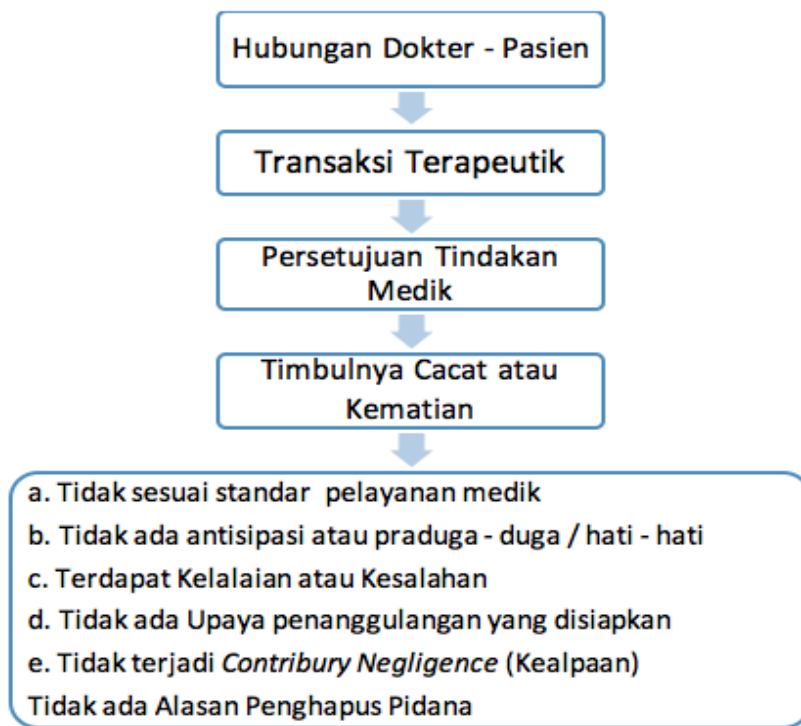 Hubungan Dokter - Pasien
Transaksi Terapeutik
Persetujuan Tindakan
Medik
Timbulnya Cacat atau
Kematian
a. Tidak sesuai standar pelayanan medik
b. Tidak ada antisipasi atau praduga - duga / hati - hati
c. Terdapat Kelalaian atau Kesalahan
d. Tidak ada Upaya penanggulangan yang disiapkan
e. Tidak terjadi Contribury Negligence (Kealpaan)
Tidak ada Alasan Penghapus Pidana